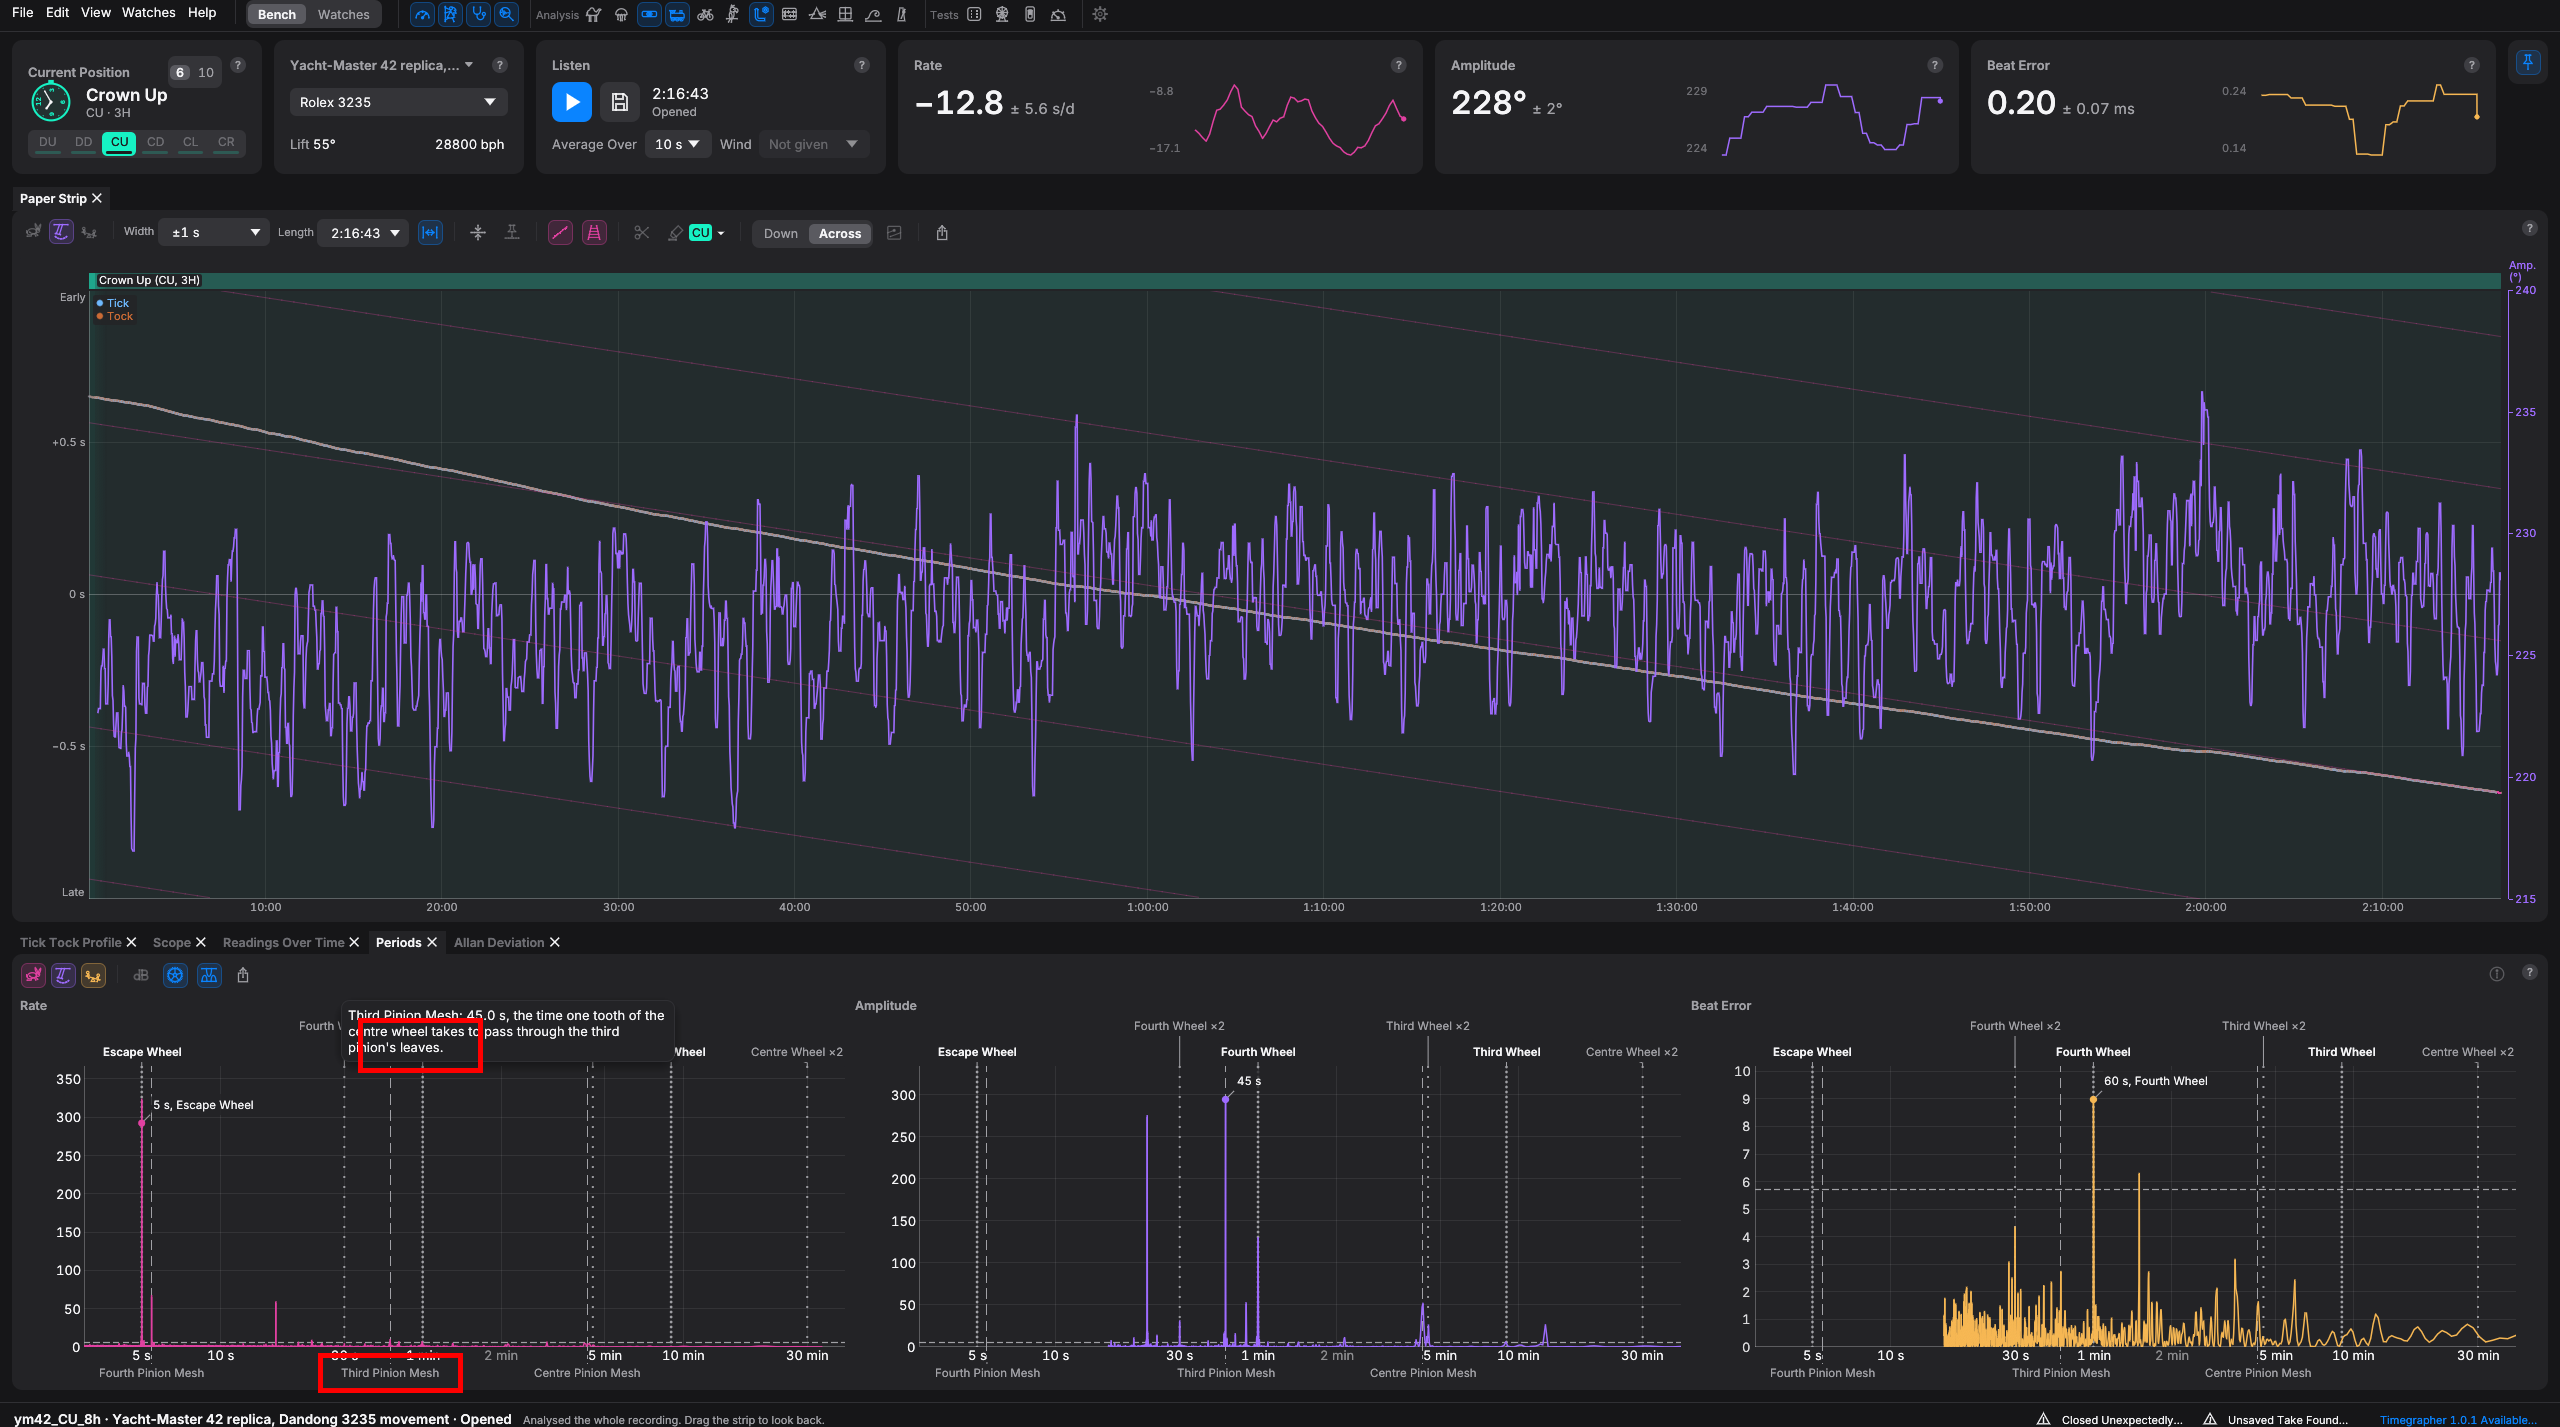 File Edit View Watches Help Bench Watches Analysis Tests
Current Position 6 10 ?
Crown Up
CU · 3H
DU DD CU CD CL CR
Yacht-Master 42 replica,... ?
Rolex 3235
Lift 55° 28800 bph
Listen ?
2:16:43
Opened
Average Over 10 s Wind Not given
Rate ?
−12.8 ± 5.6 s/d
−8.8
−17.1
Amplitude ?
228° ± 2°
229
224
Beat Error ?
0.20 ± 0.07 ms
0.24
0.14
Paper Strip
Width ±1 s Length 2:16:43 CU Down Across ?
Crown Up (CU, 3H)
Tick
Tock
Early
+0.5 s
0 s
−0.5 s
Late
Amp.
(°)
240
235
230
225
220
215
10:00 20:00 30:00 40:00 50:00 1:00:00 1:10:00 1:20:00 1:30:00 1:40:00 1:50:00 2:00:00 2:10:00
Tick Tock Profile Scope Readings Over Time Periods Allan Deviation
dB ?
Rate
Third Pinion Mesh: 45.0 s, the time one tooth of the
centre wheel takes to pass through the third
pinion's leaves.
Fourth
Escape Wheel Wheel Centre Wheel ×2
5 s, Escape Wheel
350
300
250
200
150
100
50
0
5 s 10 s 30 s 1 min 2 min 5 min 10 min 30 min
Fourth Pinion Mesh Third Pinion Mesh Centre Pinion Mesh
Amplitude
Fourth Wheel ×2 Third Wheel ×2
Escape Wheel Fourth Wheel Third Wheel Centre Wheel ×2
45 s
300
250
200
150
100
50
0
5 s 10 s 30 s 1 min 2 min 5 min 10 min 30 min
Fourth Pinion Mesh Third Pinion Mesh Centre Pinion Mesh
Beat Error
Fourth Wheel ×2 Third Wheel ×2
Escape Wheel Fourth Wheel Third Wheel Centre Wheel ×2
60 s, Fourth Wheel
10
9
8
7
6
5
4
3
2
1
0
5 s 10 s 30 s 1 min 2 min 5 min 10 min 30 min
Fourth Pinion Mesh Third Pinion Mesh Centre Pinion Mesh
ym42_CU_8h · Yacht-Master 42 replica, Dandong 3235 movement · Opened Analysed the whole recording. Drag the strip to look back. Closed Unexpectedly... Unsaved Take Found... Timegrapher 1.0.1 Available...